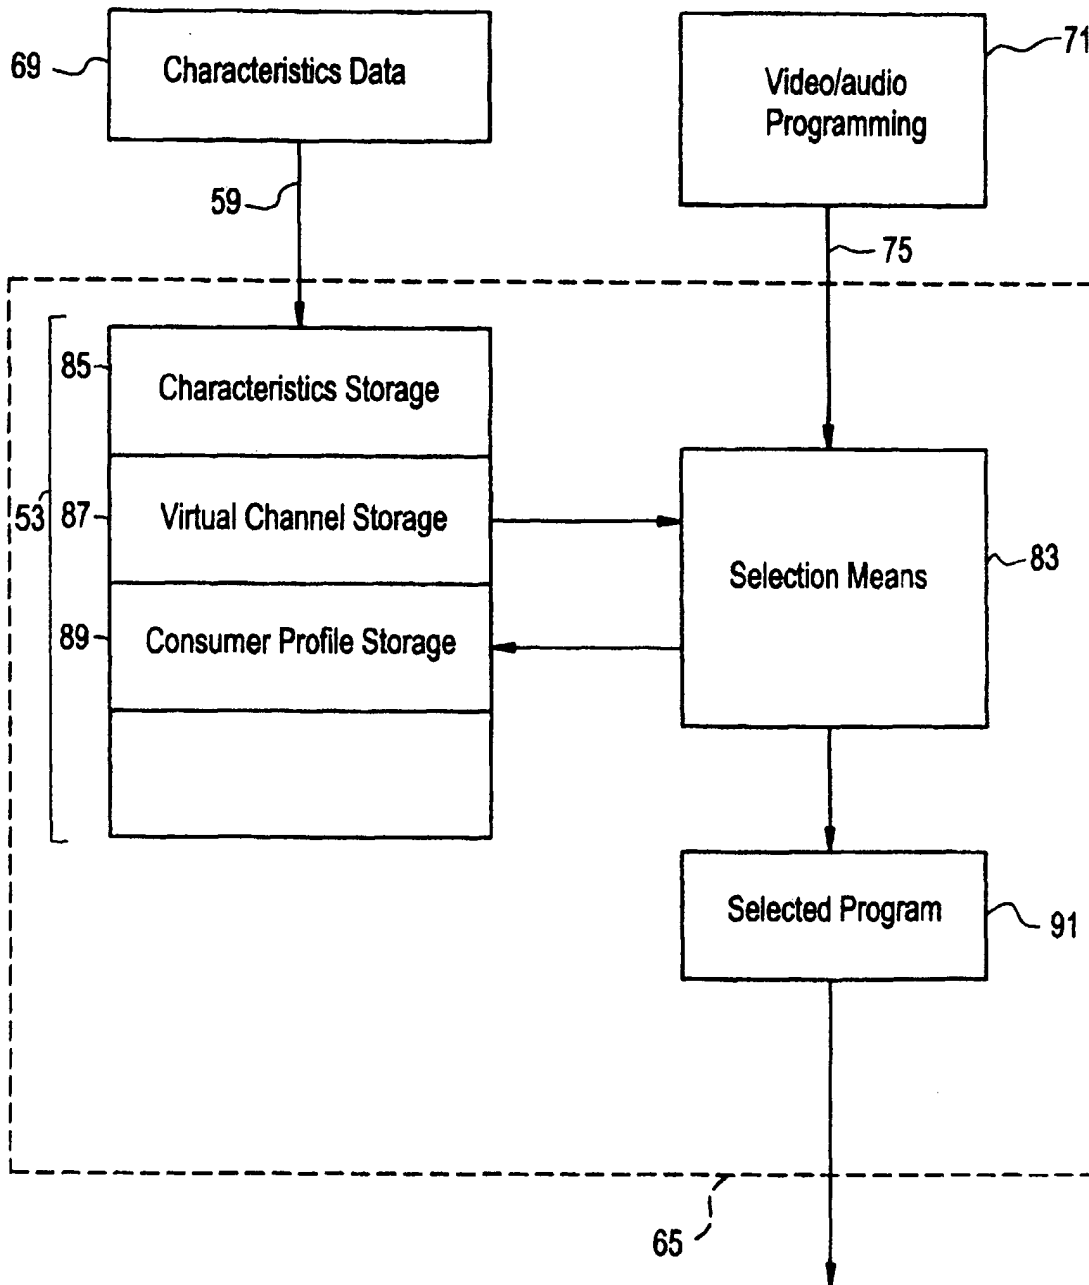 69
Characteristics Data
Video/audio
Programming
71
59
75
85
Characteristics Storage
53
87
Virtual Channel Storage
Selection Means
83
89
Consumer Profile Storage
Selected Program
91
65